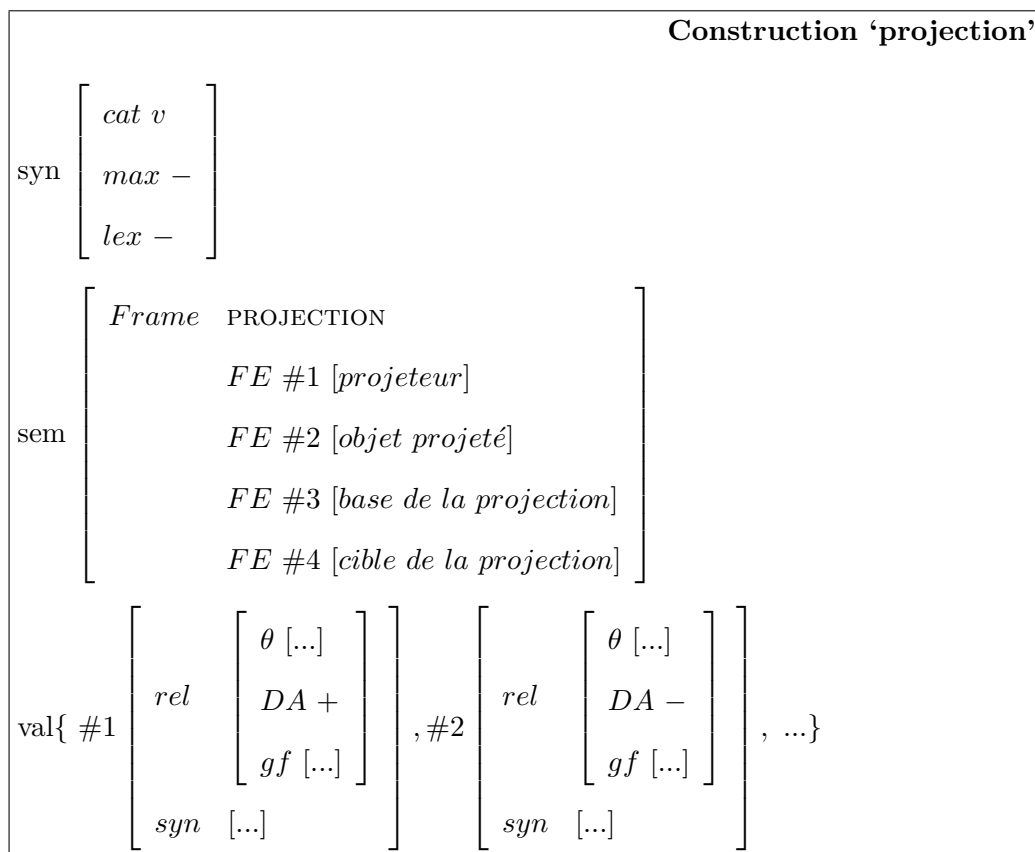 Construction ‘projection’
syn [ cat v
max −
lex − ]
sem [ Frame PROJECTION
FE #1 [projeteur]
FE #2 [objet projeté]
FE #3 [base de la projection]
FE #4 [cible de la projection] ]
val{ #1 [ rel [ θ [...] DA + gf [...] ] syn [...] ] , #2 [ rel [ θ [...] DA − gf [...] ] syn [...] ] , ...}